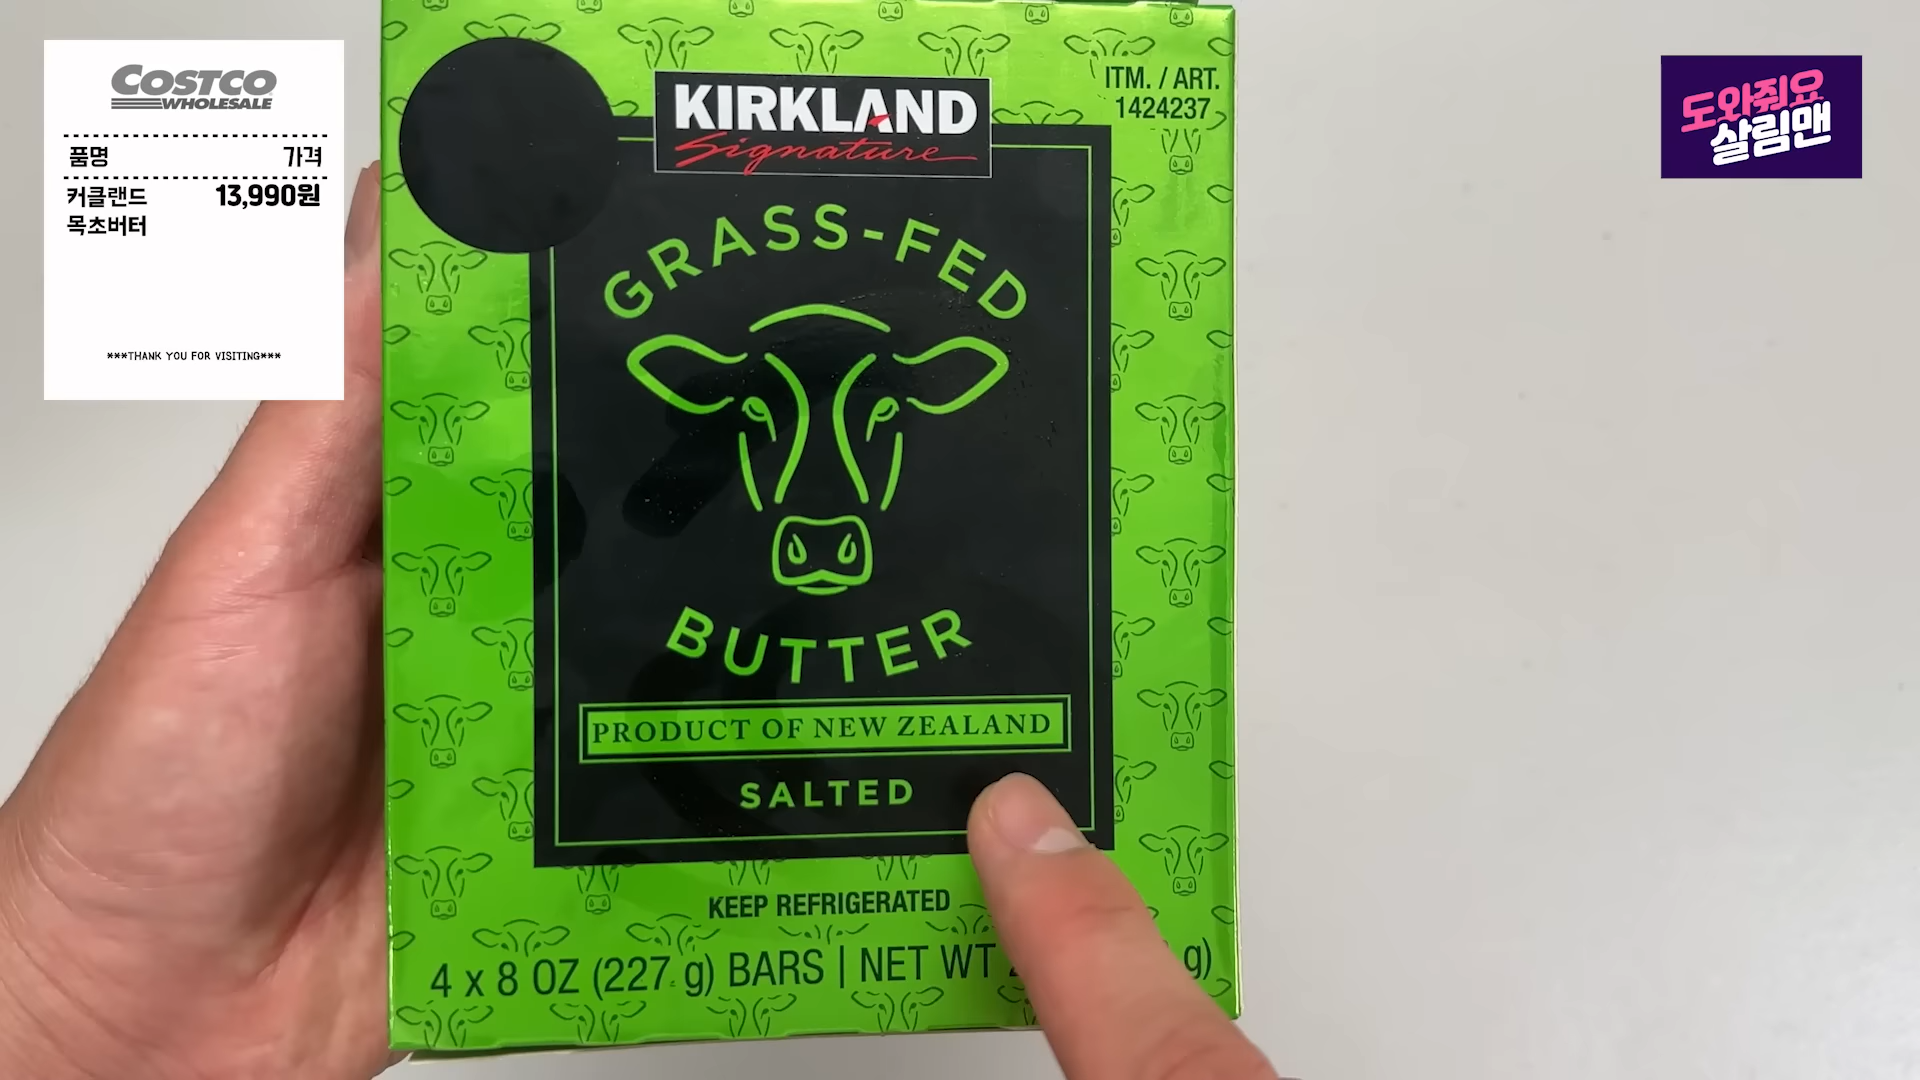 COSTCO
WHOLESALE
품명 가격
커클랜드 13,990원
목초버터
***THANK YOU FOR VISITING***
도와줘요
살림맨
ITM. / ART.
1424237
KIRKLAND
Signature
GRASS-FED
BUTTER
PRODUCT OF NEW ZEALAND
SALTED
KEEP REFRIGERATED
4 x 8 OZ (227 g) BARS | NET WT g)